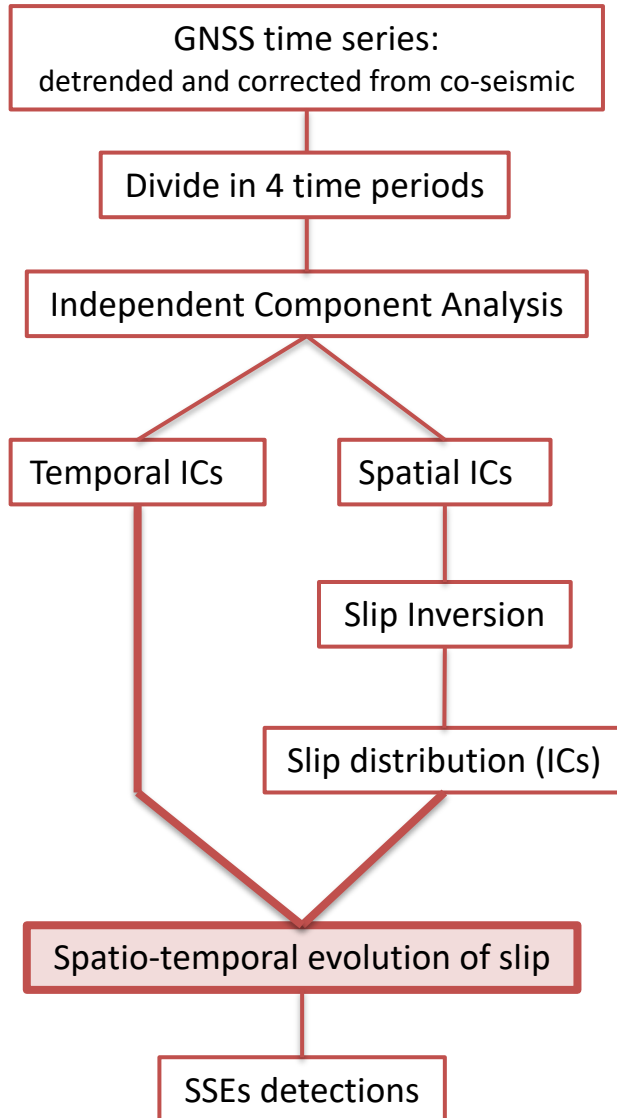 GNSS time series:
detrended and corrected from co-seismic
Divide in 4 time periods
Independent Component Analysis
Temporal ICs
Spatial ICs
Slip Inversion
Slip distribution (ICs)
Spatio-temporal evolution of slip
SSEs detections